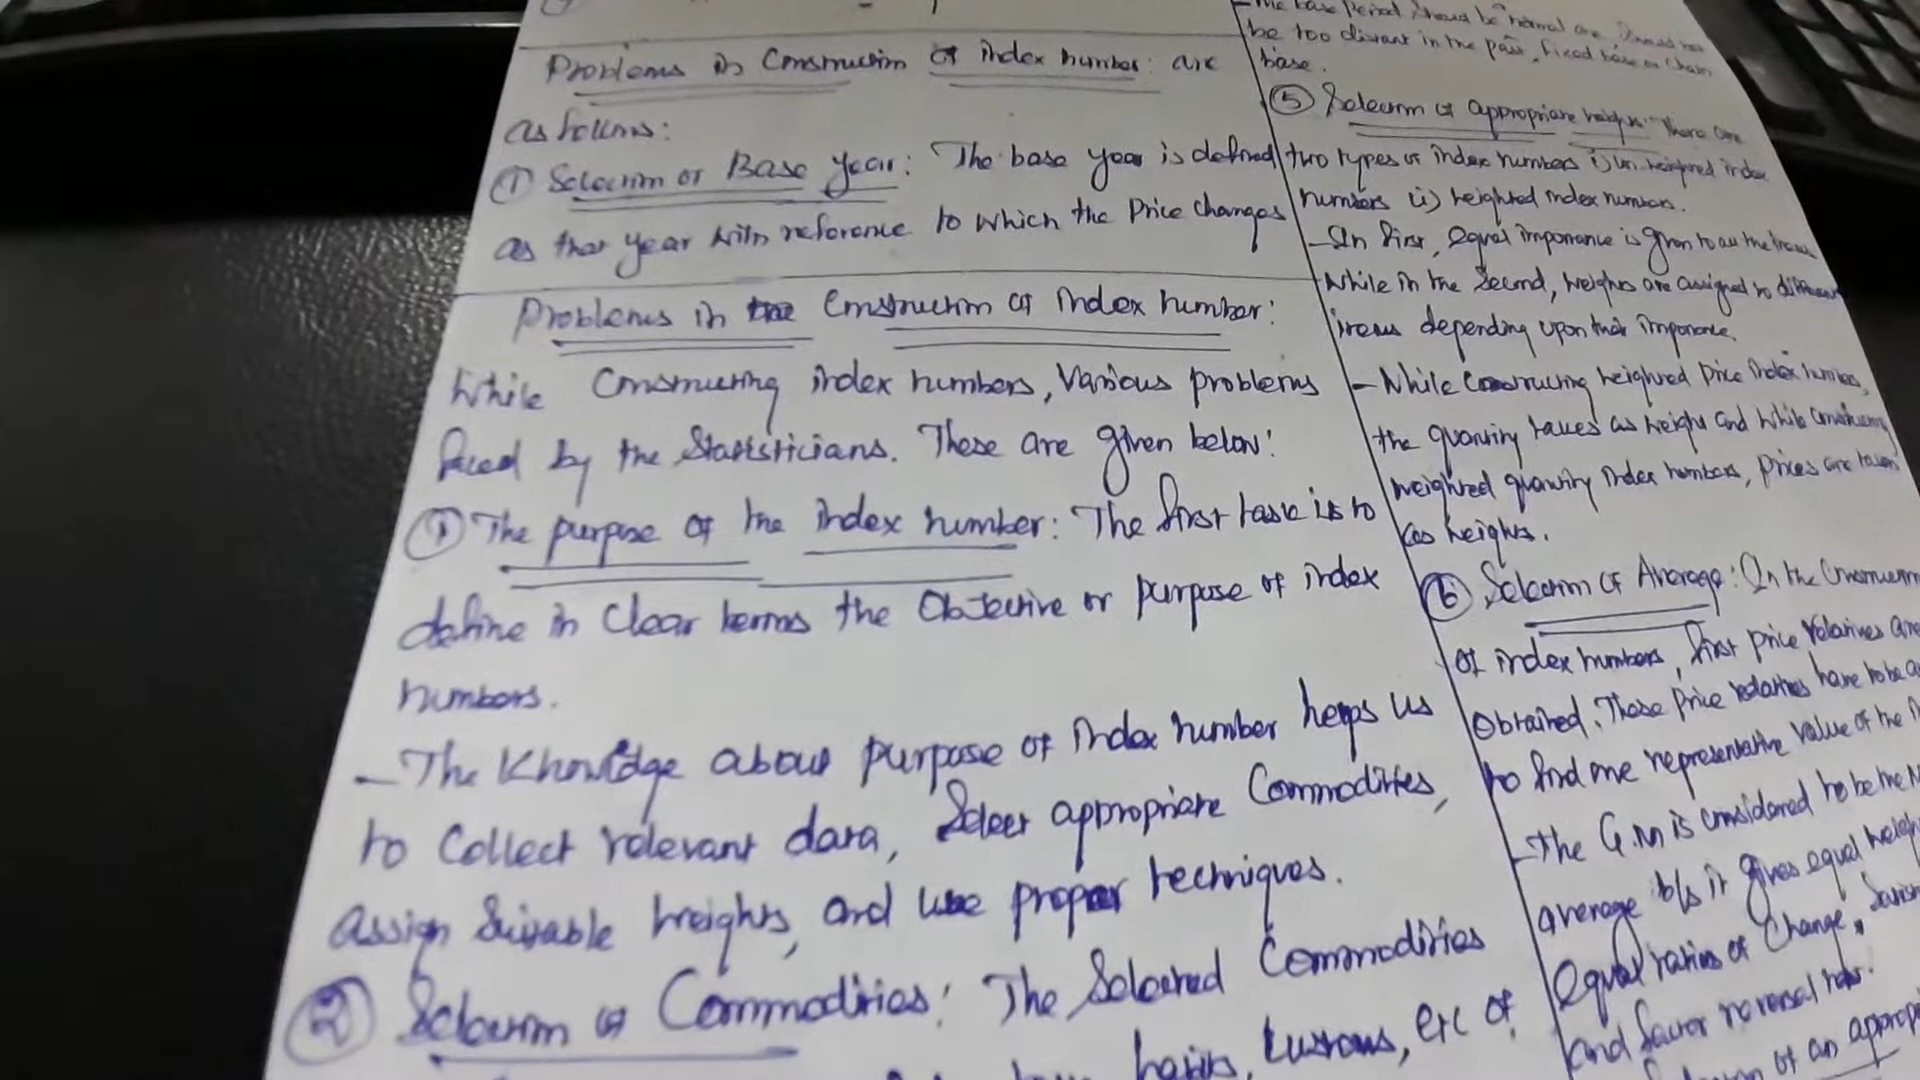 Problems in Construction of index number: are
as follows:
① Selection of Base year: The base year is defined
as that year with reference to which the Price changes
Problems in the Construction of index number:
While Constructing index numbers, Various problems
faced by the Statisticians. These are given below:
① The purpose of the index number: The first task is to
define in Clear terms the Objective or purpose of index
numbers.
- The Knowledge about purpose of index number helps us
to Collect relevant data, Select appropriate Commodities,
assign Suitable weights, and use proper techniques.
② Selection of Commodities: The Selected Commodities
habits, customs, etc of
- The base period should be normal
be too distant in the past, Fixed base or Chain
base.
⑤ Selection of appropriate weights: There are
two types of index numbers i) un-weighted index
numbers ii) weighted index numbers.
- In first, equal importance is given to all the items
While in the Second, weights are assigned to different
items depending upon their importance.
- While Constructing weighted Price index numbers,
the quantity taken as weight and while Constructing
weighted quantity index numbers, prices are taken
as weights.
⑥ Selection of Average: In the Construction
of index numbers, first price relatives are
Obtained. These price relatives have to be
to find one representative value of the
- The G.M is considered to be the
average b/s it gives equal weight
equal ratios of Change,
and factor reversal test.
of an